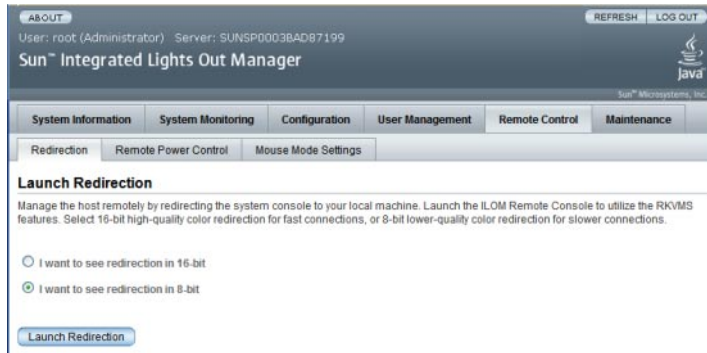 ABOUT
REFRESH LOG OUT
User: root (Administrator) Server: SUNSP0003BAD87199
Sun™ Integrated Lights Out Manager
Java
Sun™ Microsystems, Inc.
System Information System Monitoring Configuration User Management Remote Control Maintenance
Redirection Remote Power Control Mouse Mode Settings
Launch Redirection
Manage the host remotely by redirecting the system console to your local machine. Launch the ILOM Remote Console to utilize the RKVMS
features. Select 16-bit high-quality color redirection for fast connections, or 8-bit lower-quality color redirection for slower connections.
I want to see redirection in 16-bit
I want to see redirection in 8-bit
Launch Redirection